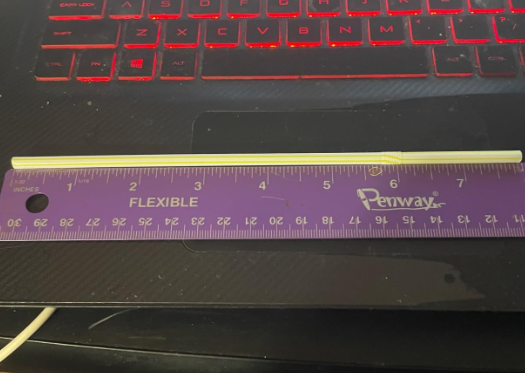 CAPS LOCK A S D F G H J K L
SHIFT Z X C V B N M
CTRL FN ALT ALT CTRL
1 2 3 4 5 6 7
INCHES
FLEXIBLE Penway
30 29 28 27 26 25 24 23 22 21 20 19 18 17 16 15 14 13 12 11